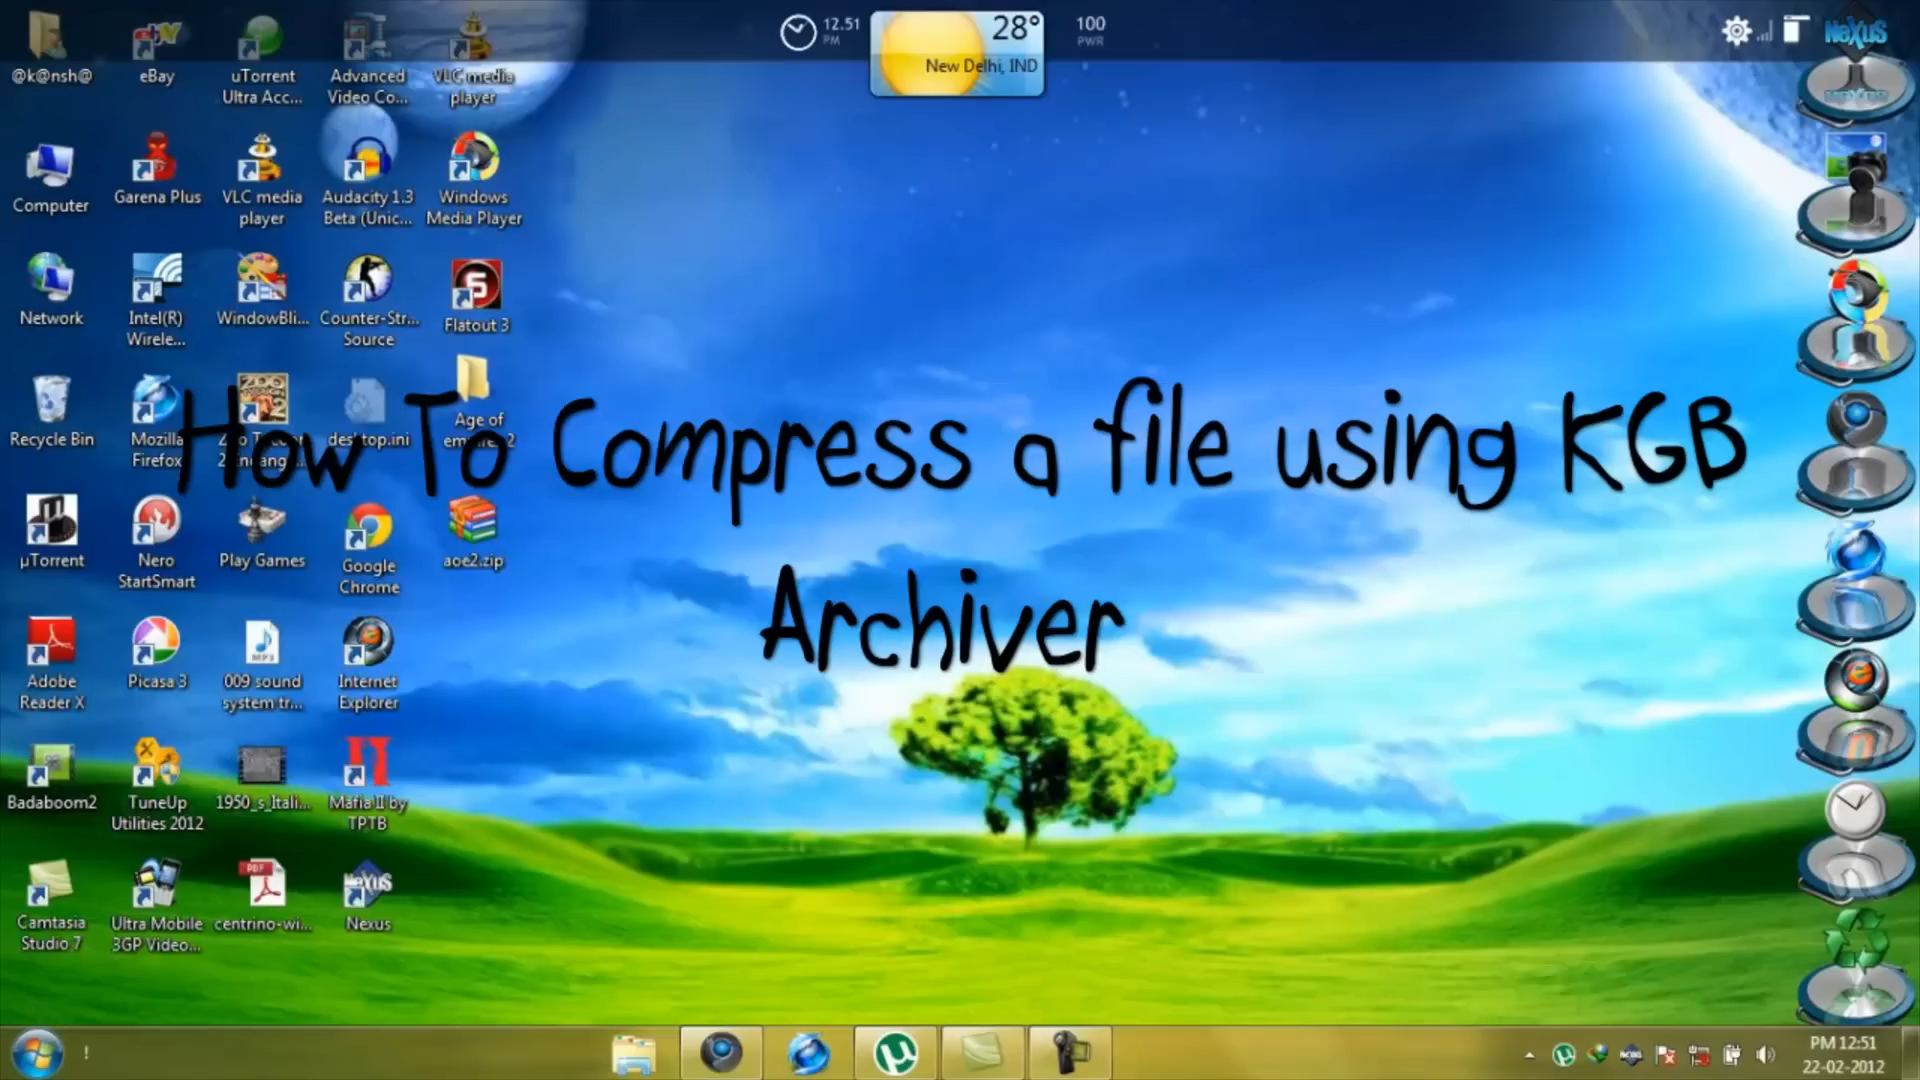 12.51
PM
28°
New Delhi, IND
100
PWR
NeXuS
@k@nsh@
eBay
uTorrent
Ultra Acc...
Advanced
Video Co...
VLC media
player
Computer
Garena Plus
VLC media
player
Audacity 1.3
Beta (Unic...
Windows
Media Player
Network
Intel(R)
Wirele...
WindowBli...
Counter-Str...
Source
Flatout 3
Recycle Bin
Mozilla
Firefox
desktop.ini
Age of
empires 2
How To Compress a file using KGB
Archiver
µTorrent
Nero
StartSmart
Play Games
Google
Chrome
aoe2.zip
Adobe
Reader X
Picasa 3
009 sound
system tr...
Internet
Explorer
Badaboom2
TuneUp
Utilities 2012
1950_s_Itali...
Mafia II by
TPTB
Camtasia
Studio 7
Ultra Mobile
3GP Video...
centrino-wi...
Nexus
!
PM 12:51
22-02-2012